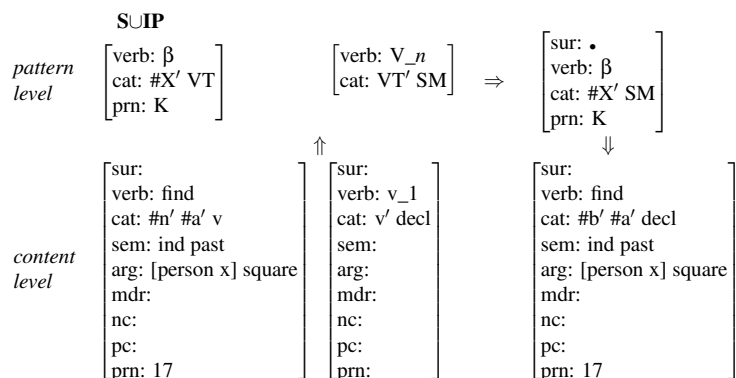 S∪IP
pattern level
verb: β
cat: #X′ VT
prn: K
verb: V_n
cat: VT′ SM
⇒
sur: •
verb: β
cat: #X′ SM
prn: K
⇑
⇓
content level
sur:
verb: find
cat: #n′ #a′ v
sem: ind past
arg: [person x] square
mdr:
nc:
pc:
prn: 17
sur:
verb: v_1
cat: v′ decl
sem:
arg:
mdr:
nc:
pc:
prn:
sur:
verb: find
cat: #b′ #a′ decl
sem: ind past
arg: [person x] square
mdr:
nc:
pc:
prn: 17